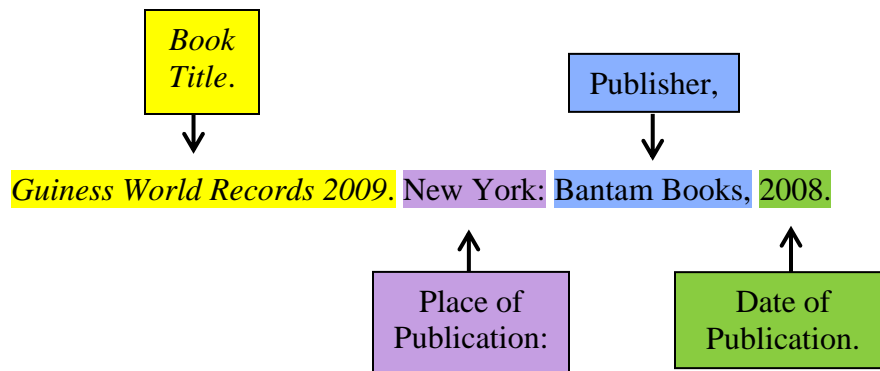 Book
Title.
Publisher,
Guiness World Records 2009. New York: Bantam Books, 2008.
Place of
Publication:
Date of
Publication.